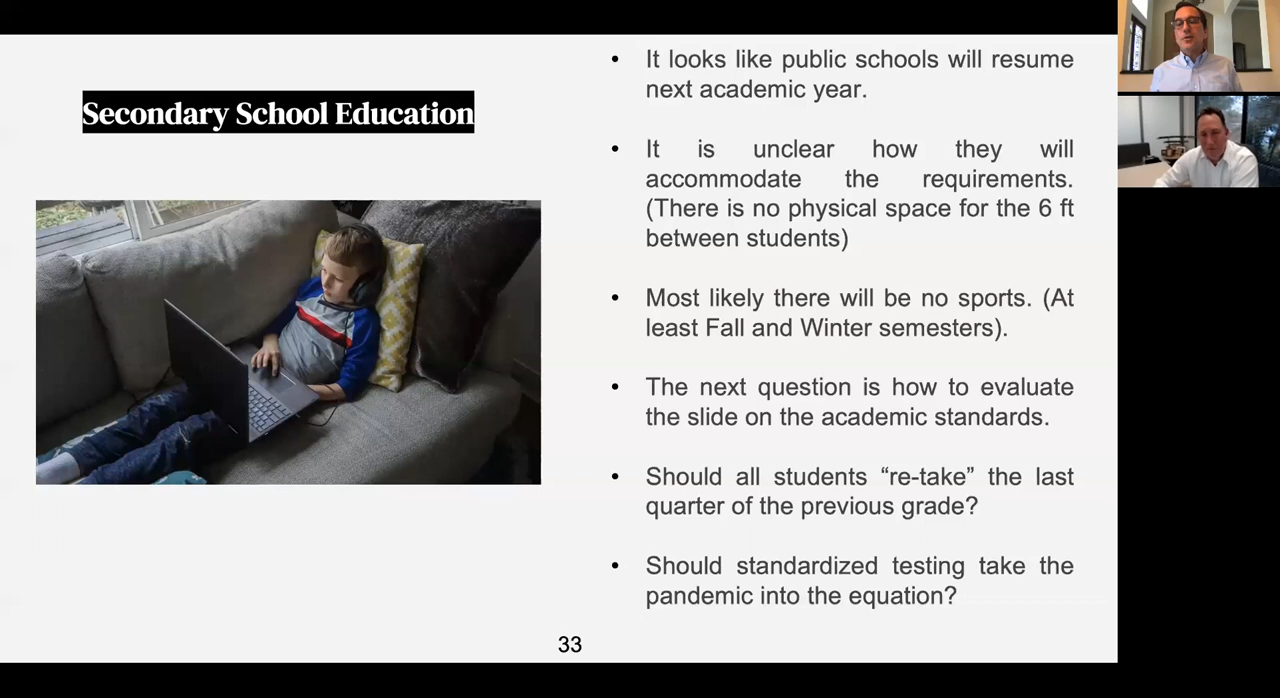 Secondary School Education
• It looks like public schools will resume
next academic year.
• It is unclear how they will
accommodate the requirements.
(There is no physical space for the 6 ft
between students)
• Most likely there will be no sports. (At
least Fall and Winter semesters).
• The next question is how to evaluate
the slide on the academic standards.
• Should all students “re-take” the last
quarter of the previous grade?
• Should standardized testing take the
pandemic into the equation?
33